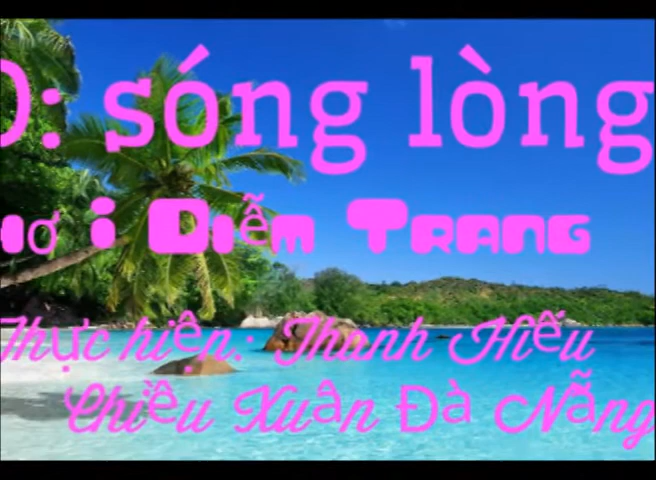 : sóng lòng
Diễm Trang
Thực hiện: Thanh Hiếu
Chiều Xuân Đà Nẵng